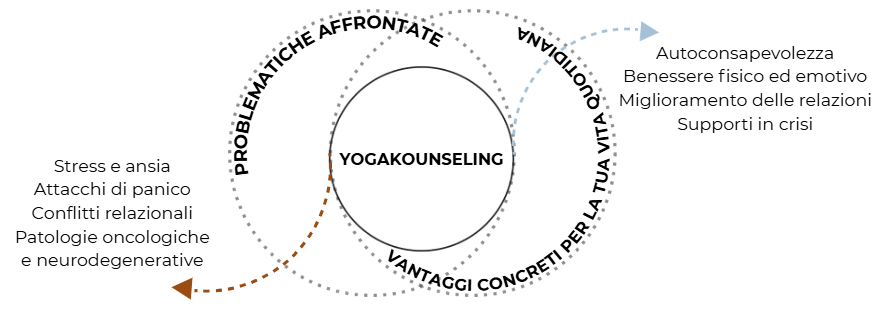 PROBLEMATICHE AFFRONTATE
VANTAGGI CONCRETI PER LA TUA VITA QUOTIDIANA
YOGAKOUNSELING
Autoconsapevolezza
Benessere fisico ed emotivo
Miglioramento delle relazioni
Supporti in crisi
Stress e ansia
Attacchi di panico
Conflitti relazionali
Patologie oncologiche
e neurodegenerative